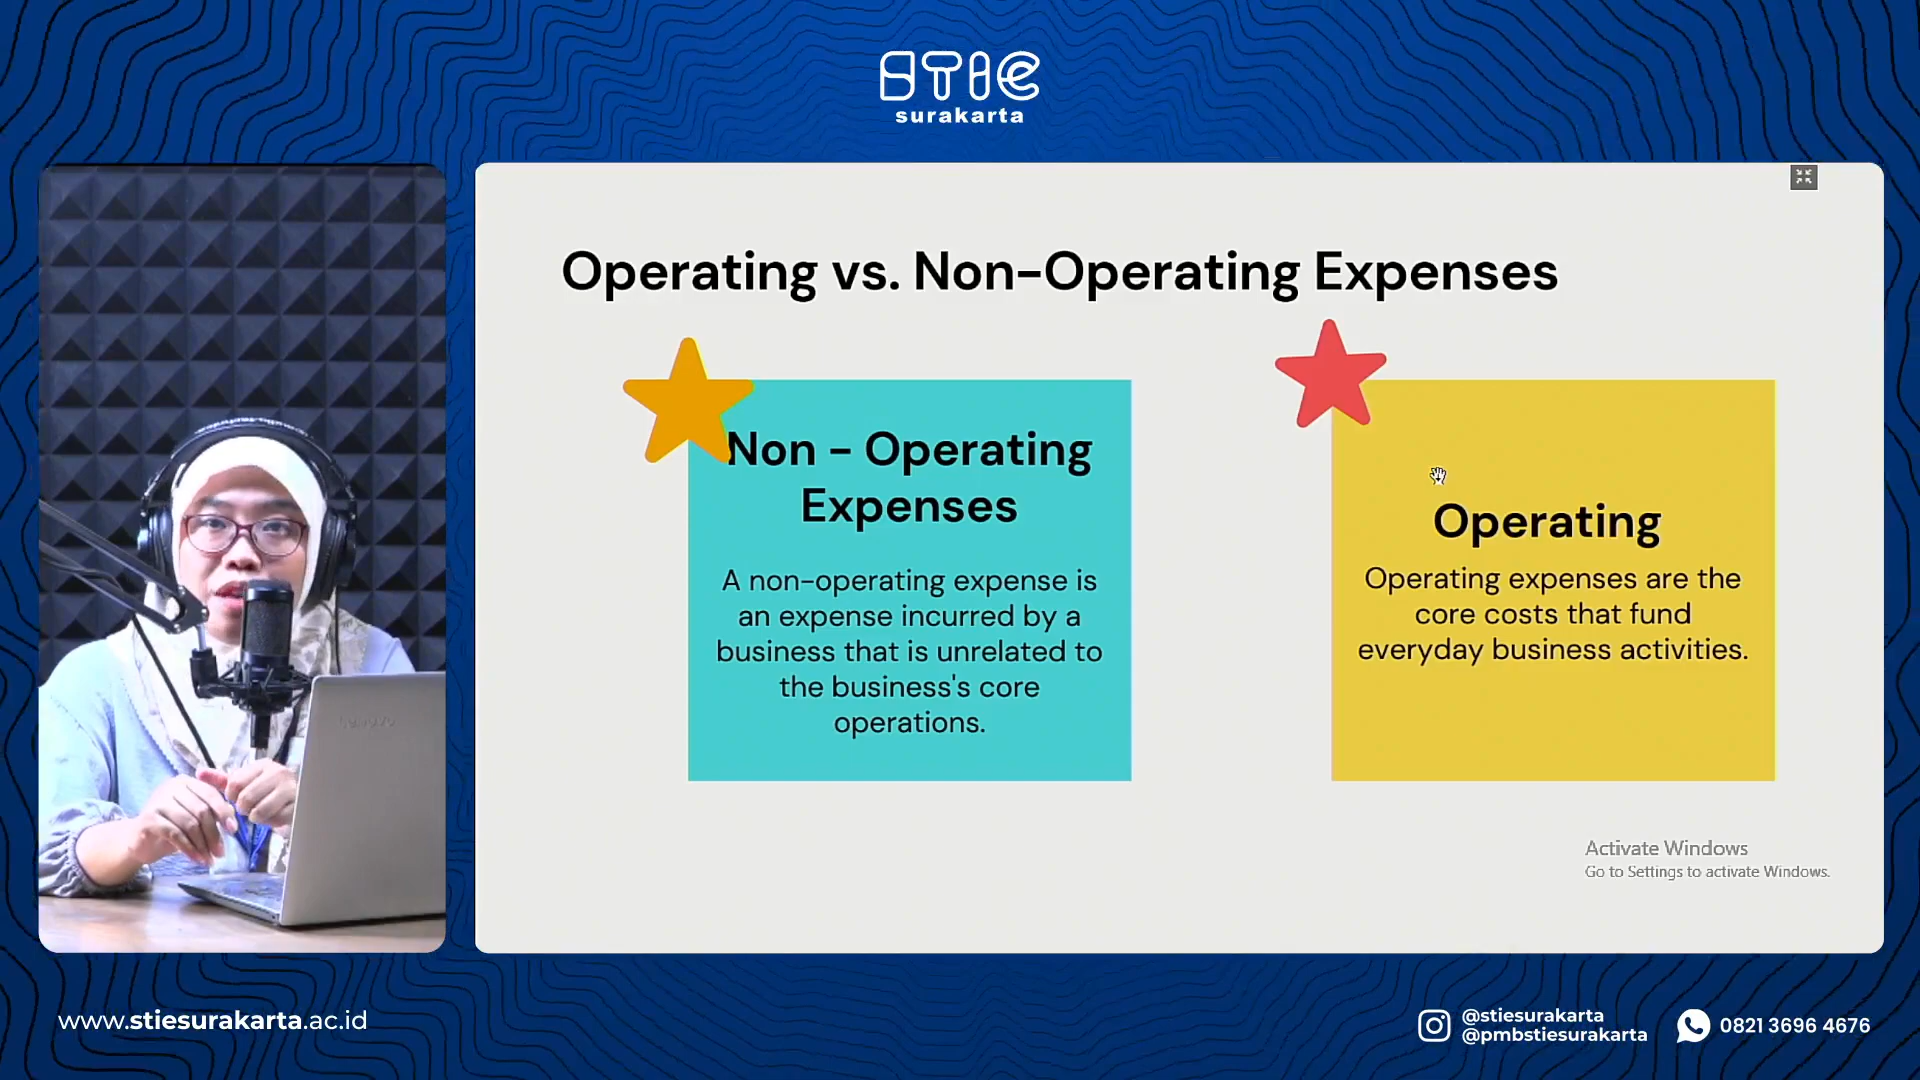 STIE
surakarta
Operating vs. Non-Operating Expenses
Non - Operating
Expenses
A non-operating expense is
an expense incurred by a
business that is unrelated to
the business's core
operations.
Operating
Operating expenses are the
core costs that fund
everyday business activities.
Activate Windows
Go to Settings to activate Windows.
Lenovo
www.stiesurakarta.ac.id
@stiesurakarta
@pmbstiesurakarta
0821 3696 4676